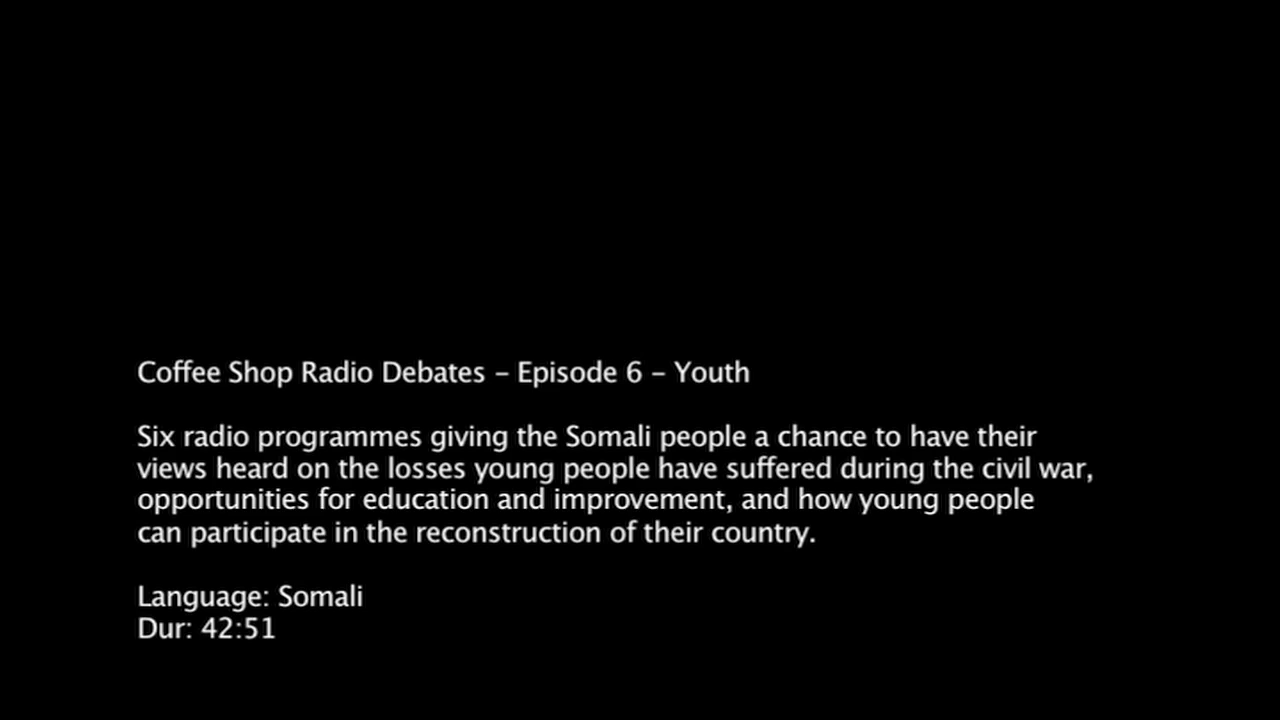 Coffee Shop Radio Debates – Episode 6 – Youth
Six radio programmes giving the Somali people a chance to have their
views heard on the losses young people have suffered during the civil war,
opportunities for education and improvement, and how young people
can participate in the reconstruction of their country.
Language: Somali
Dur: 42:51